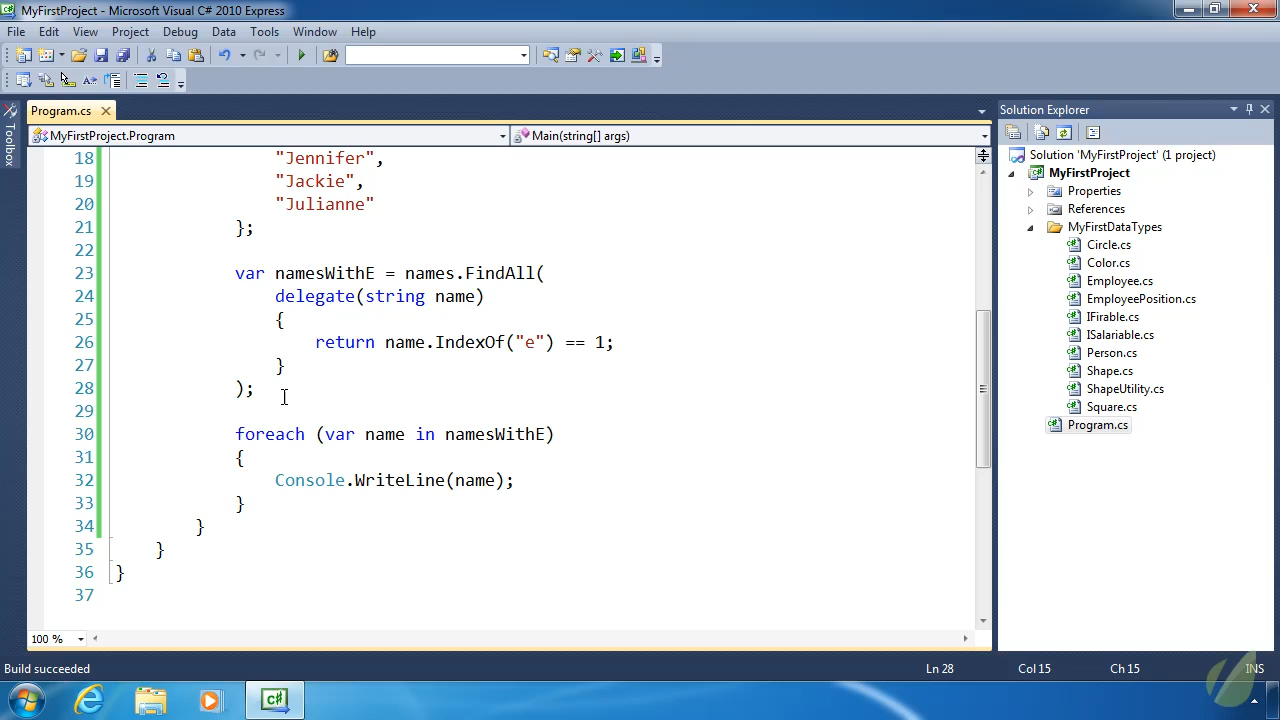 MyFirstProject - Microsoft Visual C# 2010 Express
File Edit View Project Debug Data Tools Window Help
Program.cs
MyFirstProject.Program
Main(string[] args)
Toolbox
18 "Jennifer",
19 "Jackie",
20 "Julianne"
21 };
22
23 var namesWithE = names.FindAll(
24 delegate(string name)
25 {
26 return name.IndexOf("e") == 1;
27 }
28 );
29
30 foreach (var name in namesWithE)
31 {
32 Console.WriteLine(name);
33 }
34 }
35 }
36 }
37
100 %
Solution Explorer
Solution 'MyFirstProject' (1 project)
MyFirstProject
Properties
References
MyFirstDataTypes
Circle.cs
Color.cs
Employee.cs
EmployeePosition.cs
IFirable.cs
ISalariable.cs
Person.cs
Shape.cs
ShapeUtility.cs
Square.cs
Program.cs
Build succeeded Ln 28 Col 15 Ch 15 INS